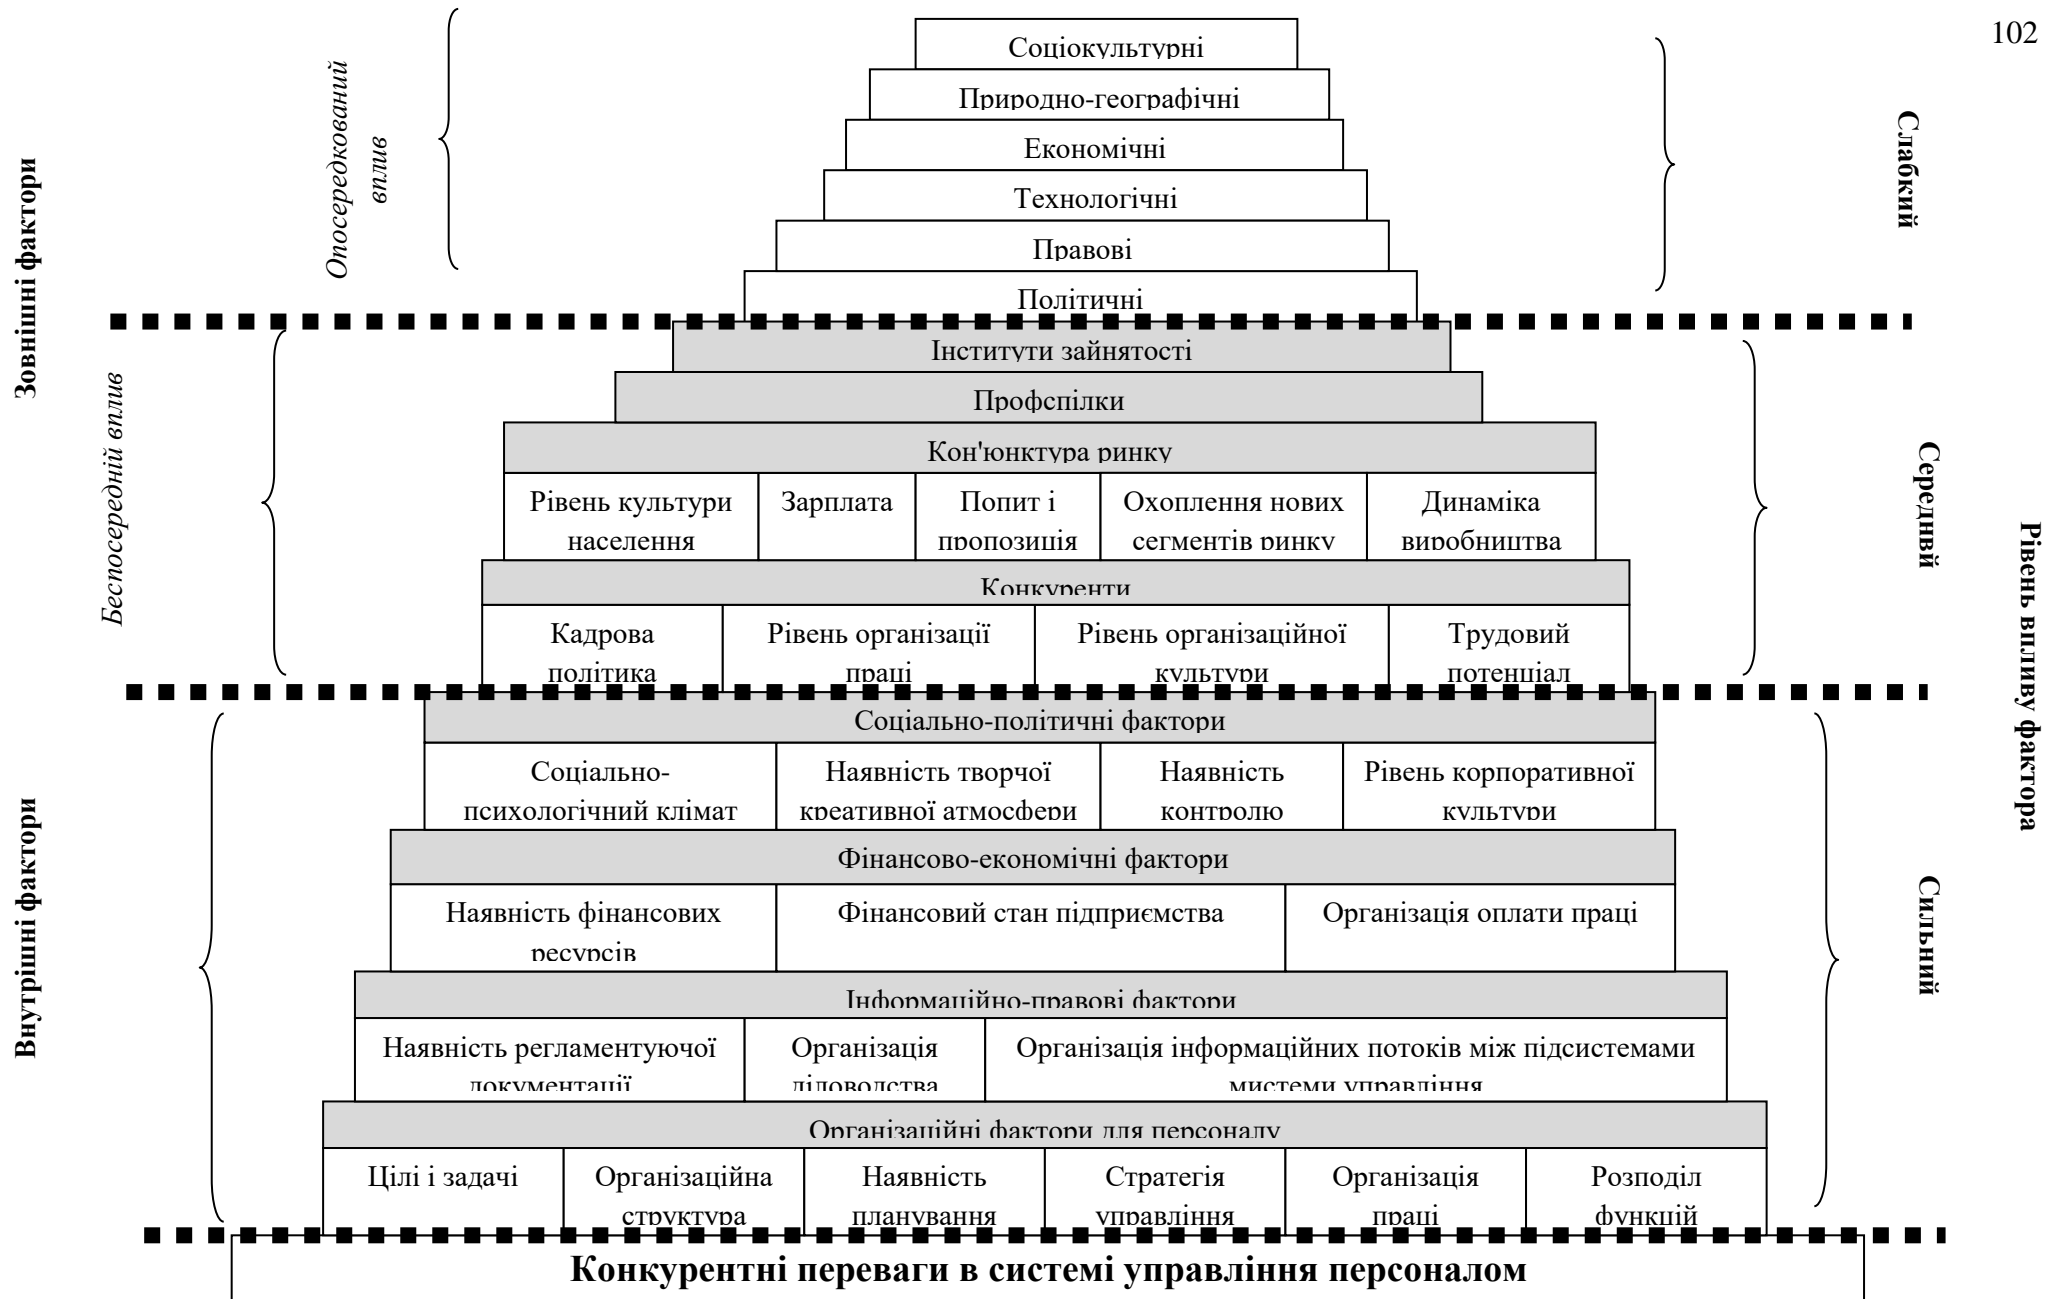 102
Соціокультурні
Природно-географічні
Економічні
Технологічні
Правові
Політичні
Опосередкований
вплив
Слабкий
Зовнішні фактори
Інститути зайнятості
Профспілки
Кон'юнктура ринку
Рівень культури
населення
Зарплата
Попит і
пропозиція
Охоплення нових
сегментів ринку
Динаміка
виробництва
Конкуренти
Кадрова
політика
Рівень організації
праці
Рівень організаційної
культури
Трудовий
потенціал
Беспосередній вплив
Середнвй
Рівень впливу фактора
Соціально-політичні фактори
Соціально-
психологічний клімат
Наявність творчої
креативної атмосфери
Наявність
контролю
Рівень корпоративної
культури
Фінансово-економічні фактори
Наявність фінансових
ресурсів
Фінансовий стан підприємства
Організація оплати праці
Інформаційно-правові фактори
Наявність регламентуючої
документації
Організація
діловодства
Організація інформаційних потоків між підсистемами
мистеми управління
Організаційні фактори для персоналу
Цілі і задачі
Організаційна
структура
Наявність
планування
Стратегія
управління
Організація
праці
Розподіл
функцій
Внутрішні фактори
Сильний
Конкурентні переваги в системі управління персоналом